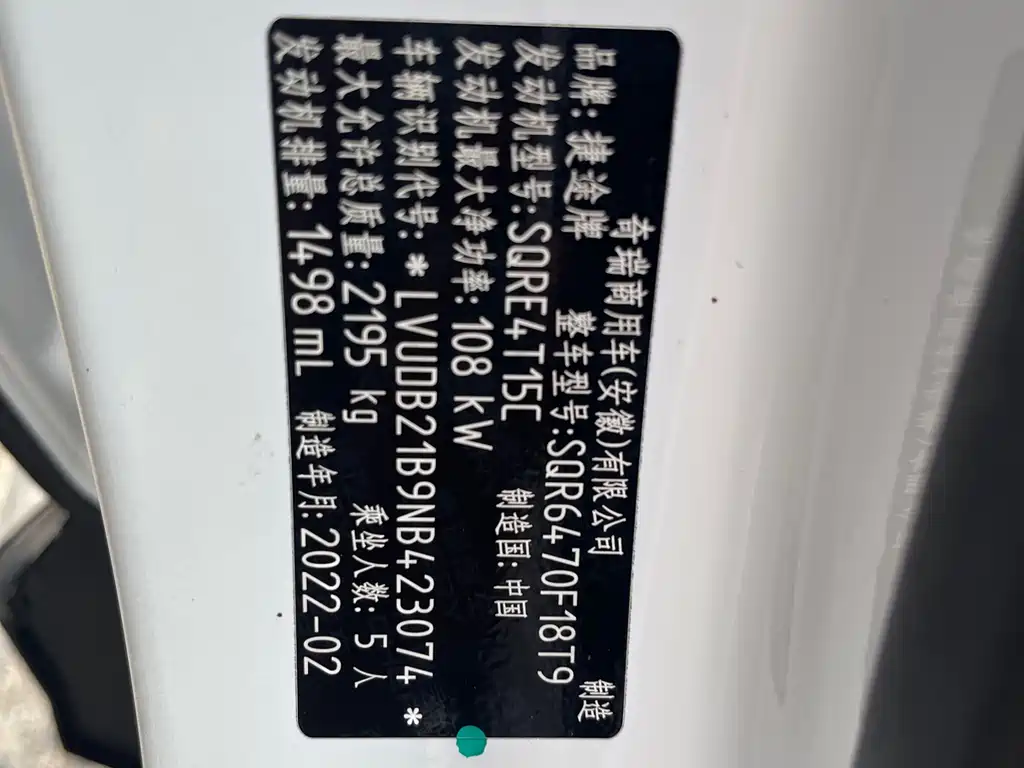 奇瑞商用车(安徽)有限公司 制造
品牌: 捷途牌 整车型号:SQR6470F18T9
发动机型号:SQRE4T15C 制造国: 中国
发动机最大净功率: 108 kW
车辆识别代号: *LVUDB21B9NB423074*
最大允许总质量: 2195 kg 乘坐人数: 5 人
发动机排量: 1498 mL 制造年月: 2022-02